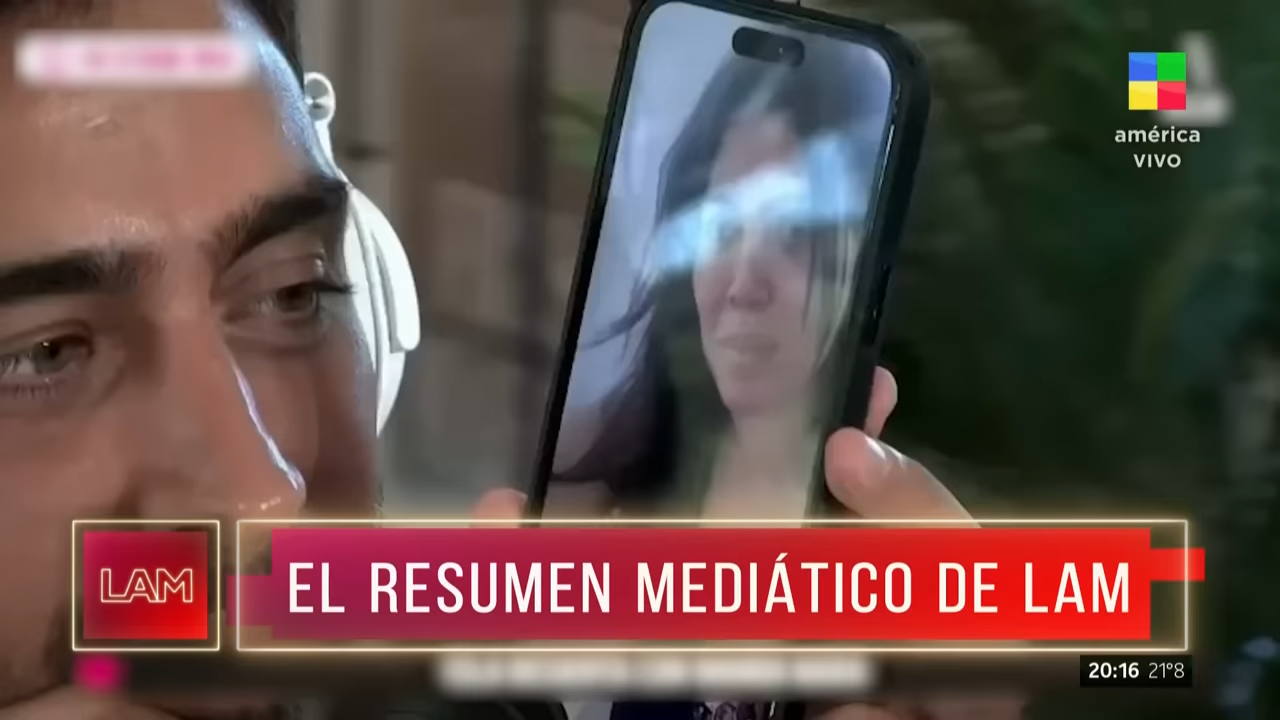 américa
VIVO
LAM
EL RESUMEN MEDIÁTICO DE LAM
20:16 21°8